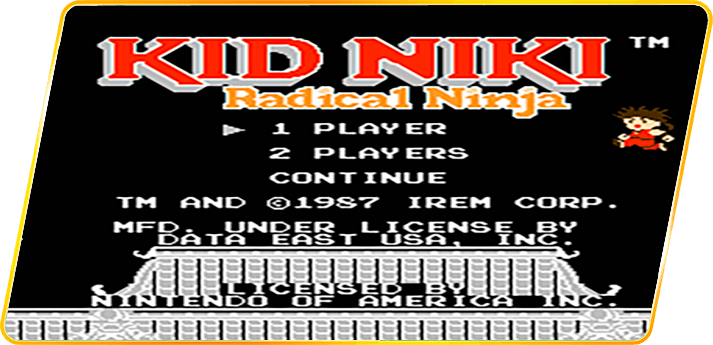 KID NIKI ™
Radical Ninja
1 PLAYER
2 PLAYERS
CONTINUE
TM AND ©1987 IREM CORP.
MFD. UNDER LICENSE BY
DATA EAST USA, INC.
LICENSED BY
NINTENDO OF AMERICA INC.